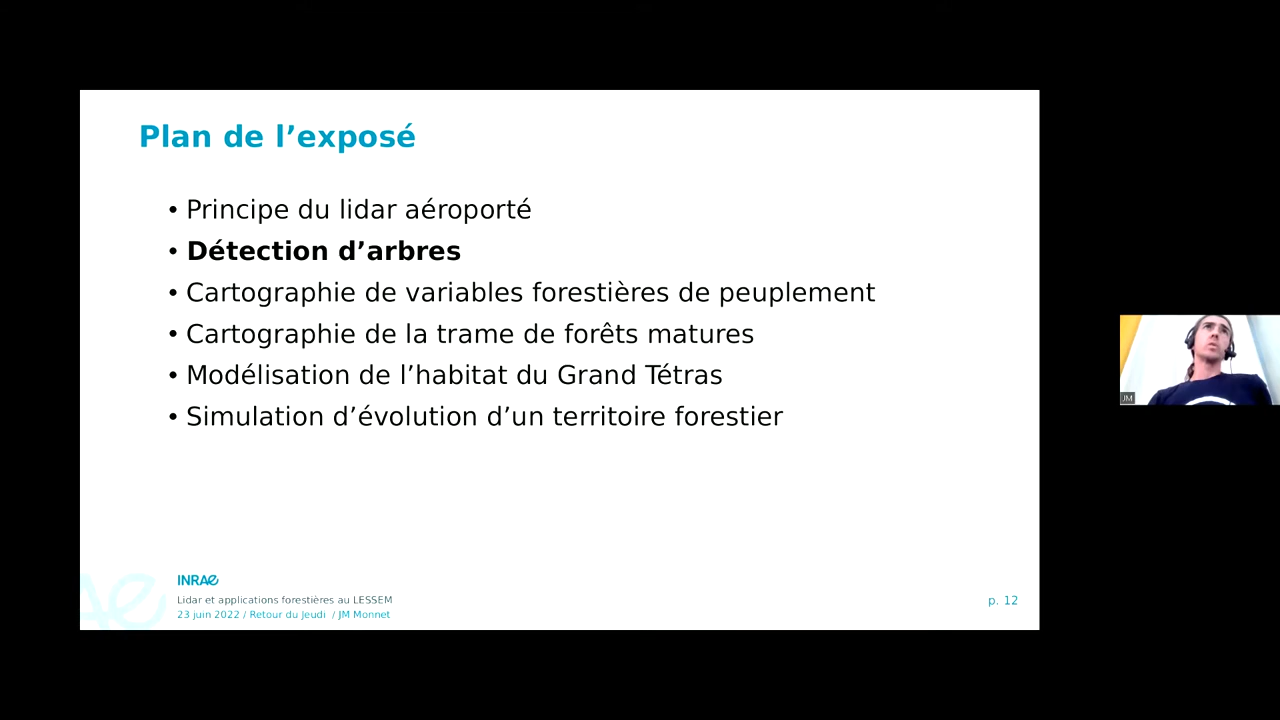 Plan de l’exposé
• Principe du lidar aéroporté
• Détection d’arbres
• Cartographie de variables forestières de peuplement
• Cartographie de la trame de forêts matures
• Modélisation de l’habitat du Grand Tétras
• Simulation d’évolution d’un territoire forestier
INRAE
Lidar et applications forestières au LESSEM
23 juin 2022 / Retour du Jeudi / JM Monnet
p. 12
JM